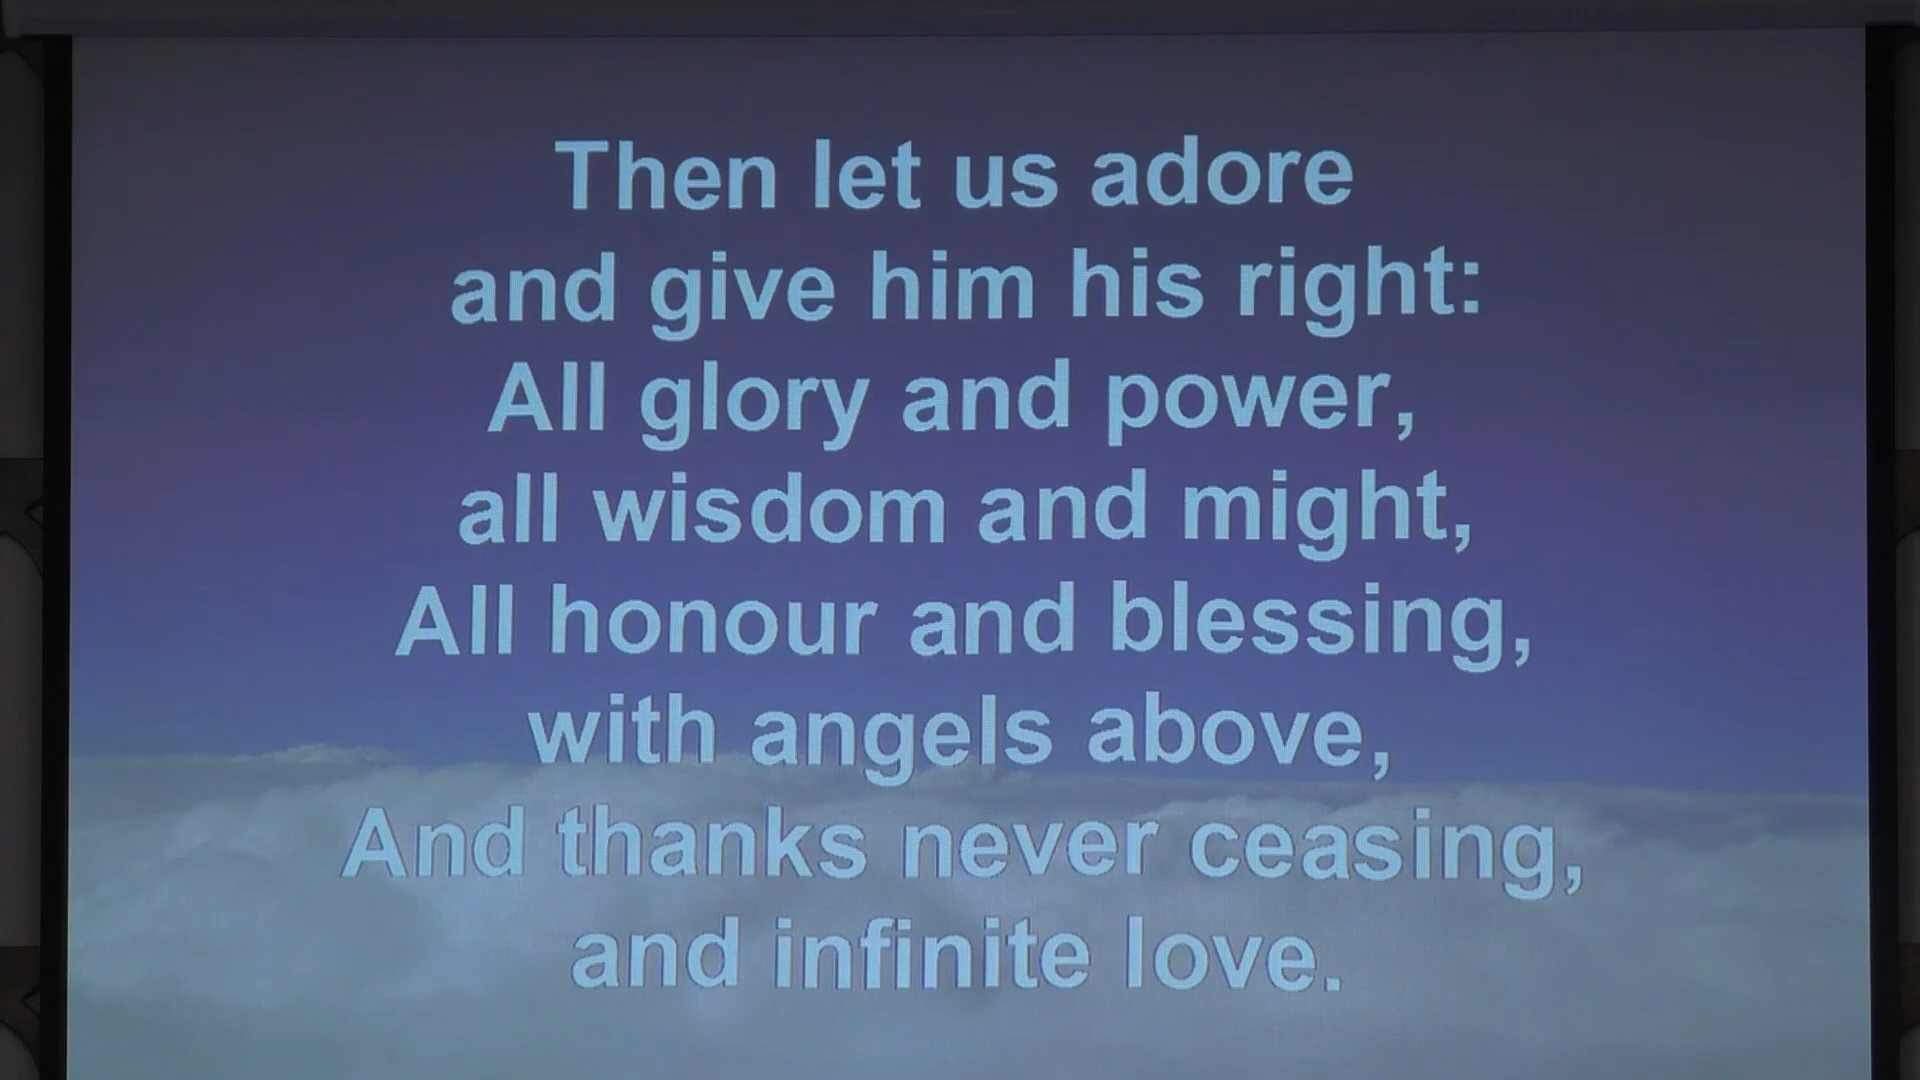 Then let us adore
and give him his right:
All glory and power,
all wisdom and might,
All honour and blessing,
with angels above,
And thanks never ceasing,
and infinite love.